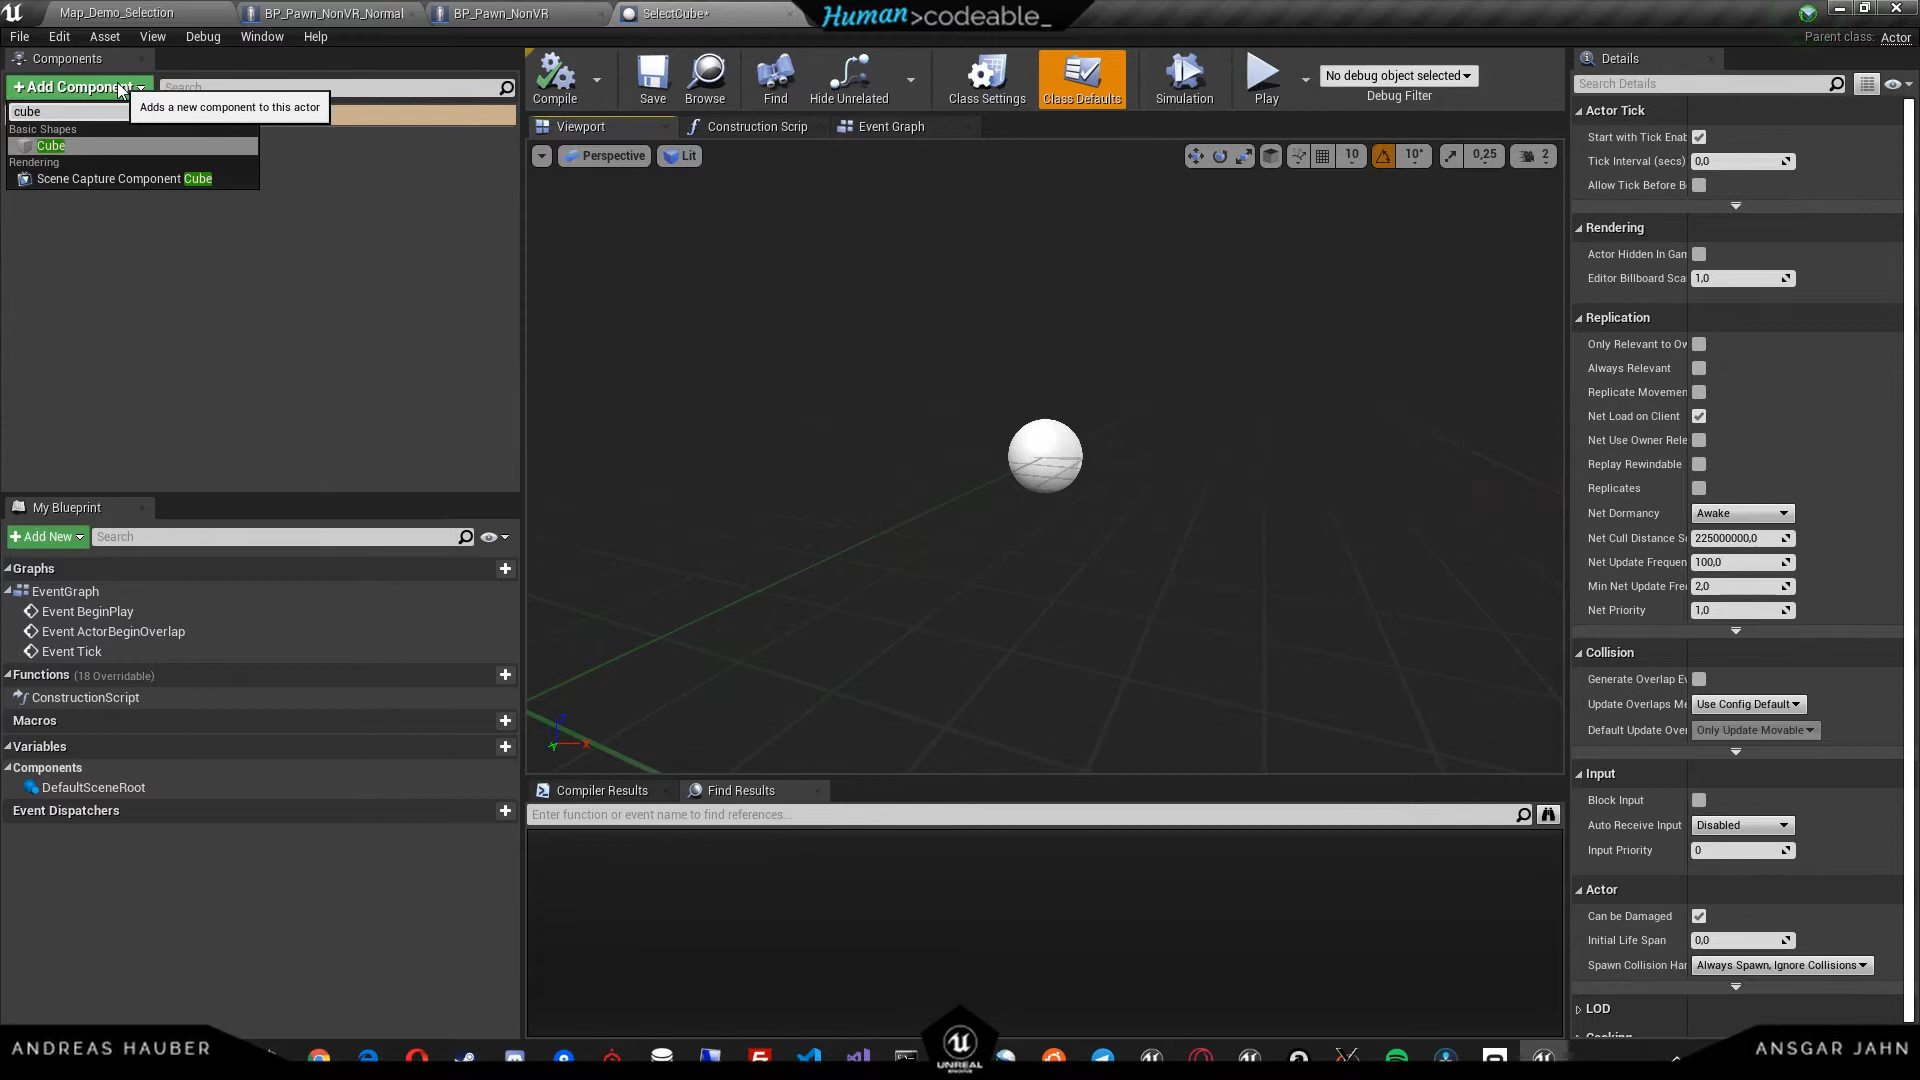 Map_Demo_Selection
BP_Pawn_NonVR_Normal
BP_Pawn_NonVR
SelectCube*
Human>codeable_
File Edit Asset View Debug Window Help
Parent class: Actor
Components
+Add Component
Search
Adds a new component to this actor
cube
Basic Shapes
Cube
Rendering
Scene Capture Component Cube
Compile
Save
Browse
Find
Hide Unrelated
Class Settings
Class Defaults
Simulation
Play
No debug object selected
Debug Filter
Viewport
Construction Scrip
Event Graph
Perspective
Lit
10
10°
0,25
2
X
Y
My Blueprint
+Add New
Search
Graphs
EventGraph
Event BeginPlay
Event ActorBeginOverlap
Event Tick
Functions (18 Overridable)
ConstructionScript
Macros
Variables
Components
DefaultSceneRoot
Event Dispatchers
Compiler Results
Find Results
Enter function or event name to find references...
Details
Search Details
Actor Tick
Start with Tick Enab
Tick Interval (secs) 0,0
Allow Tick Before B
Rendering
Actor Hidden In Gam
Editor Billboard Sca 1,0
Replication
Only Relevant to Ow
Always Relevant
Replicate Movemen
Net Load on Client
Net Use Owner Rele
Replay Rewindable
Replicates
Net Dormancy Awake
Net Cull Distance S 225000000,0
Net Update Frequen 100,0
Min Net Update Fre 2,0
Net Priority 1,0
Collision
Generate Overlap Ev
Update Overlaps Me Use Config Default
Default Update Over Only Update Movable
Input
Block Input
Auto Receive Input Disabled
Input Priority 0
Actor
Can be Damaged
Initial Life Span 0,0
Spawn Collision Han Always Spawn, Ignore Collisions
LOD
ANDREAS HAUBER
UNREAL
ANSGAR JAHN